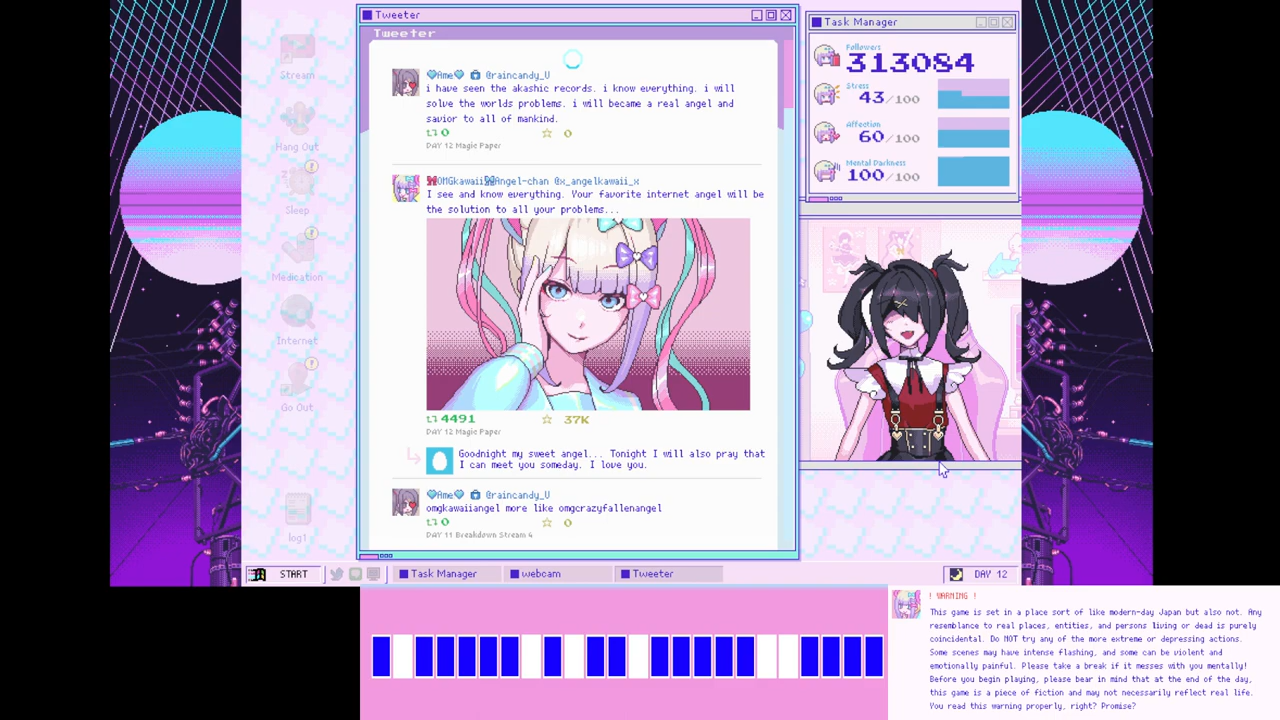 Stream
Hang Out
Sleep
Medication
Internet
Go Out
log1
Tweeter
Tweeter
Ame @raincandy_U
i have seen the akashic records. i know everything. i will
solve the worlds problems. i will became a real angel and
savior to all of mankind.
0 0
DAY 12 Magic Paper
OMGkawaiiAngel-chan @x_angelkawaii_x
I see and know everything. Your favorite internet angel will be
the solution to all your problems...
4491 37K
DAY 12 Magic Paper
Goodnight my sweet angel... Tonight I will also pray that
I can meet you someday. I love you.
Ame @raincandy_U
omgkawaiiangel more like omgcrazyfallenangel
0 0
DAY 11 Breakdown Stream 4
Task Manager
Followers
313084
Stress
43/100
Affection
60/100
Mental Darkness
100/100
START
Task Manager
webcam
Tweeter
DAY 12
! WARNING !
This game is set in a place sort of like modern-day Japan but also not. Any
resemblance to real places, entities, and persons living or dead is purely
coincidental. Do NOT try any of the more extreme or depressing actions.
Some scenes may have intense flashing, and some can be violent and
emotionally painful. Please take a break if it messes with you mentally!
Before you begin playing, please bear in mind that at the end of the day,
this game is a piece of fiction and may not necessarily reflect real life.
You read this warning properly, right? Promise?